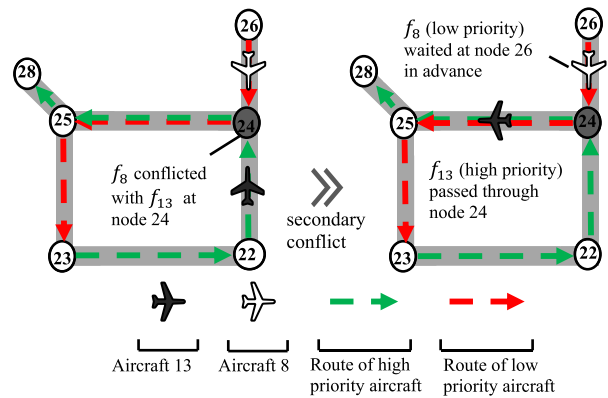 26
28
25
24
f₈ conflicted
with f₁₃ at
node 24
23
22
secondary
conflict
26
f₈ (low priority)
waited at node 26
in advance
28
25
24
f₁₃ (high priority)
passed through
node 24
23
22
Aircraft 13
Aircraft 8
Route of high
priority aircraft
Route of low
priority aircraft